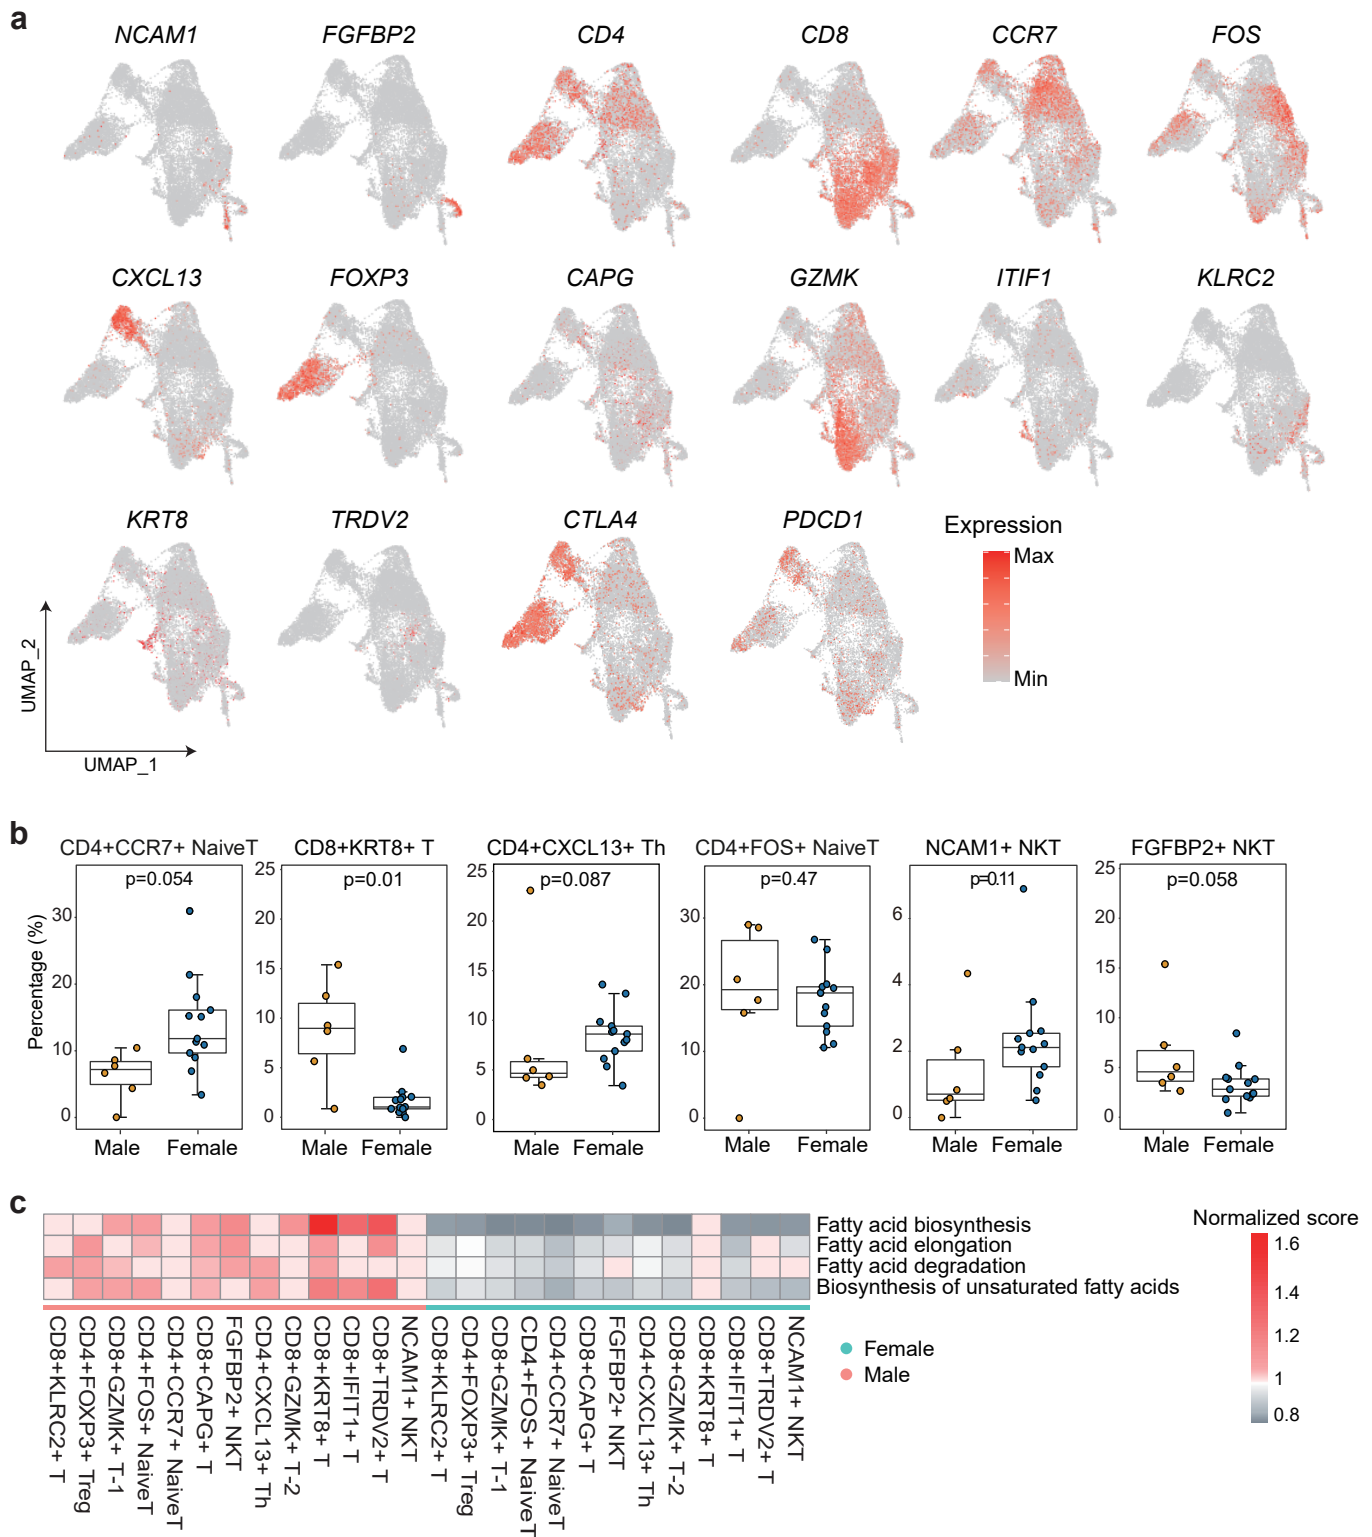 a
NCAM1 FGFBP2 CD4 CD8 CCR7 FOS
CXCL13 FOXP3 CAPG GZMK ITIF1 KLRC2
KRT8 TRDV2 CTLA4 PDCD1
Expression
Max
Min
UMAP_2
UMAP_1
b
CD4+CCR7+ NaiveT CD8+KRT8+ T CD4+CXCL13+ Th CD4+FOS+ NaiveT NCAM1+ NKT FGFBP2+ NKT
p=0.054 p=0.01 p=0.087 p=0.47 p=0.11 p=0.058
Percentage (%)
30
20
10
0
25
20
15
10
5
0
25
20
15
10
5
0
30
20
10
0
6
4
2
0
25
20
15
10
5
0
Male Female Male Female Male Female Male Female Male Female Male Female
c
Fatty acid biosynthesis
Fatty acid elongation
Fatty acid degradation
Biosynthesis of unsaturated fatty acids
Normalized score
1.6
1.4
1.2
1
0.8
Female
Male
CD8+KLRC2+ T
CD4+FOXP3+ Treg
CD8+GZMK+ T-1
CD4+FOS+ NaiveT
CD4+CCR7+ NaiveT
CD8+CAPG+ T
FGFBP2+ NKT
CD4+CXCL13+ Th
CD8+GZMK+ T-2
CD8+KRT8+ T
CD8+IFIT1+ T
CD8+TRDV2+ T
NCAM1+ NKT
CD8+KLRC2+ T
CD4+FOXP3+ Treg
CD8+GZMK+ T-1
CD4+FOS+ NaiveT
CD4+CCR7+ NaiveT
CD8+CAPG+ T
FGFBP2+ NKT
CD4+CXCL13+ Th
CD8+GZMK+ T-2
CD8+KRT8+ T
CD8+IFIT1+ T
CD8+TRDV2+ T
NCAM1+ NKT